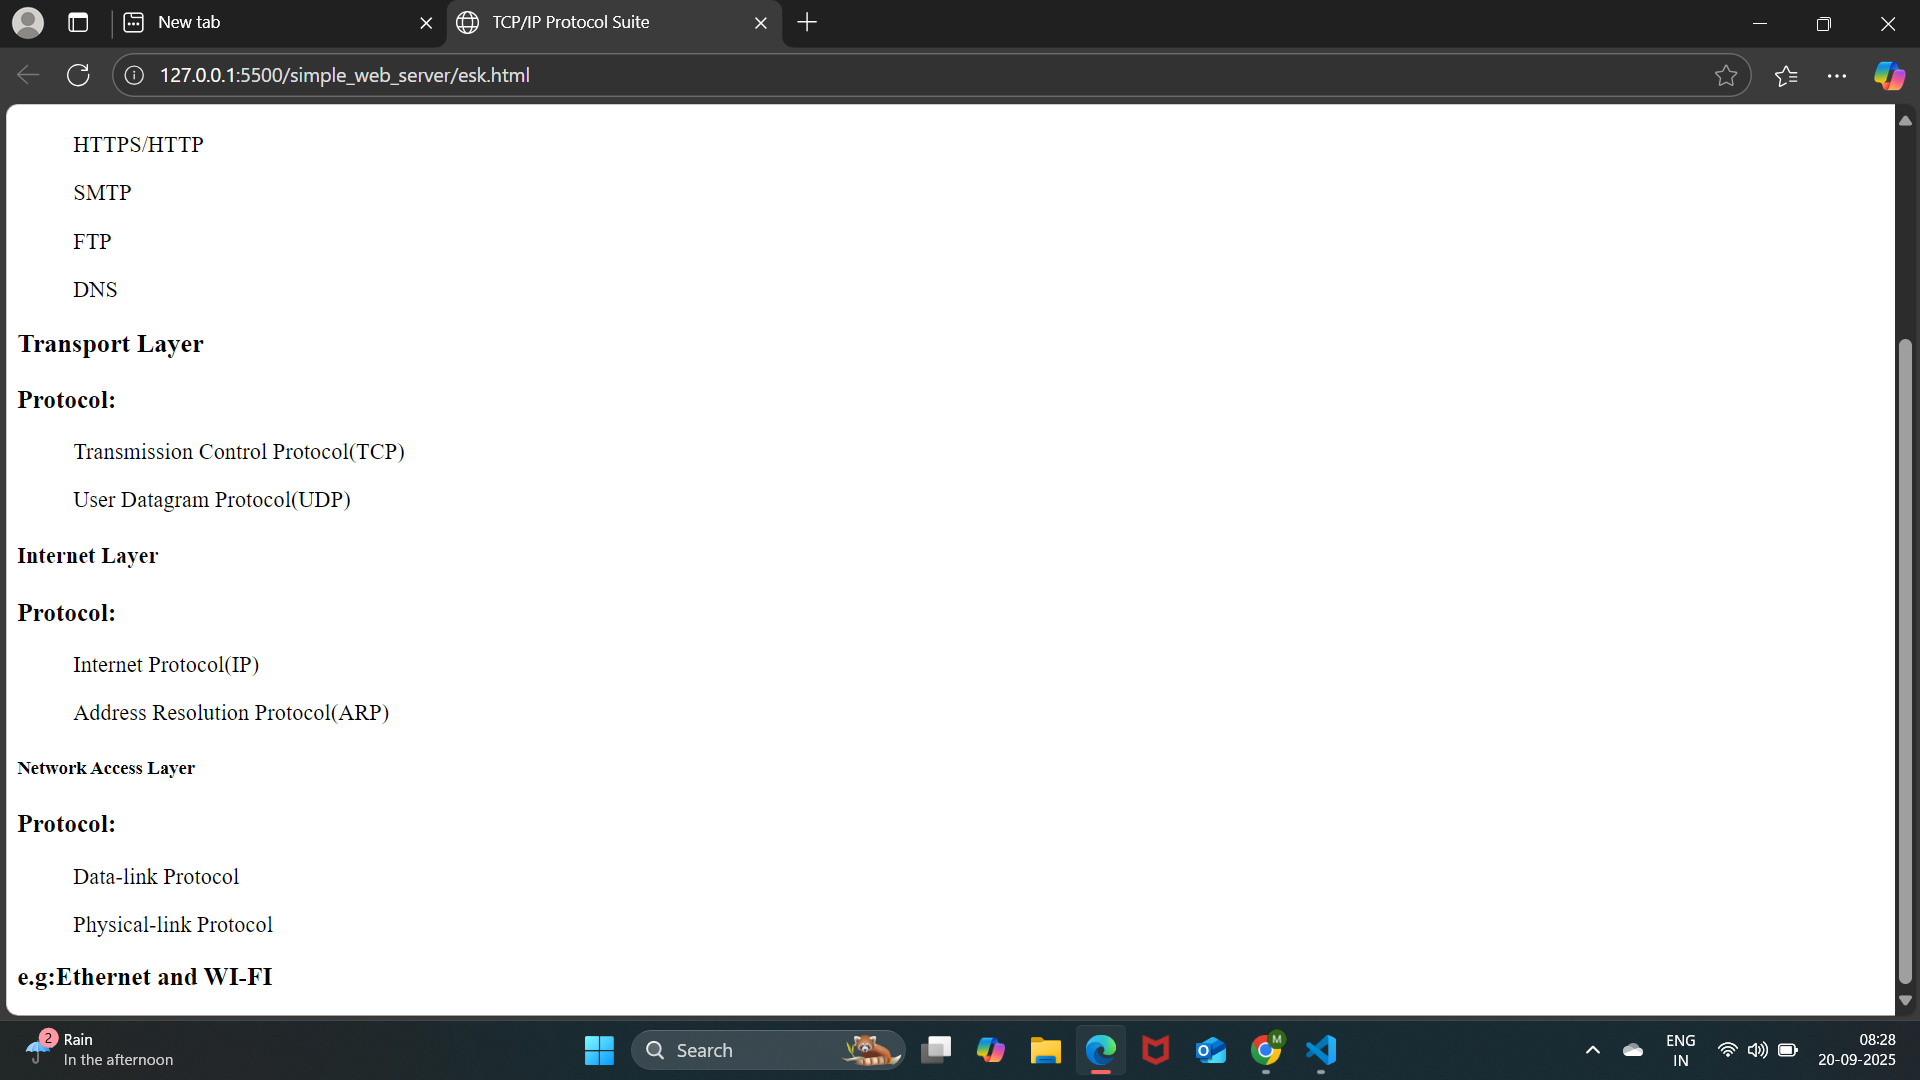 New tab
TCP/IP Protocol Suite
127.0.0.1:5500/simple_web_server/esk.html
HTTPS/HTTP
SMTP
FTP
DNS
Transport Layer
Protocol:
Transmission Control Protocol(TCP)
User Datagram Protocol(UDP)
Internet Layer
Protocol:
Internet Protocol(IP)
Address Resolution Protocol(ARP)
Network Access Layer
Protocol:
Data-link Protocol
Physical-link Protocol
e.g:Ethernet and WI-FI
2
Rain
In the afternoon
Search
M
ENG
IN
08:28
20-09-2025